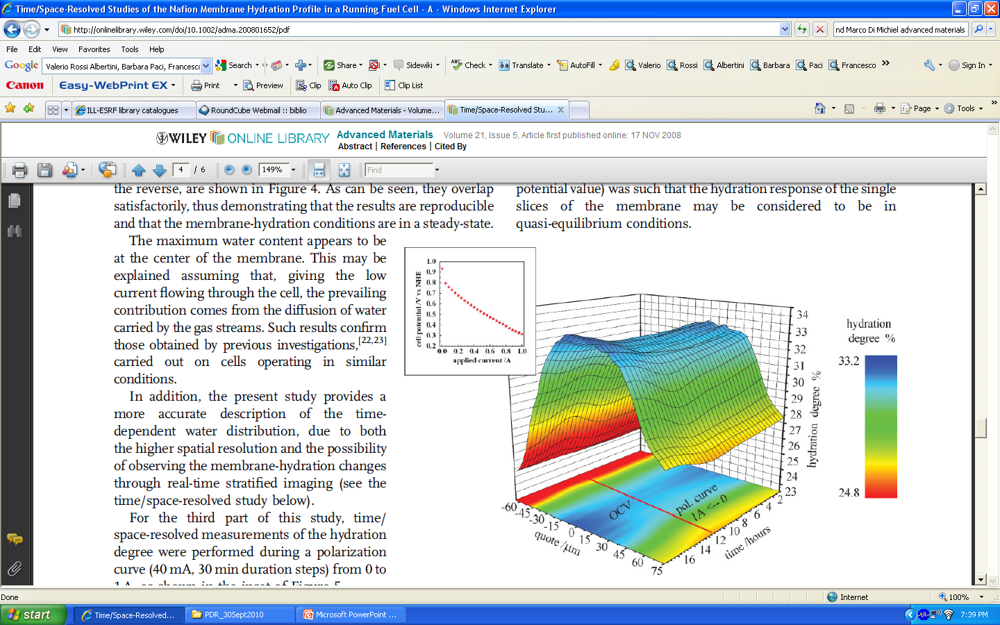 Time/Space-Resolved Studies of the Nafion Membrane Hydration Profile in a Running Fuel Cell - A - Windows Internet Explorer
http://onlinelibrary.wiley.com/doi/10.1002/adma.200801652/pdf
nd Marco Di Michiel advanced materials
File Edit View Favorites Tools Help
Google Valerio Rossi Albertini, Barbara Paci, Francesc Search Share Sidewiki Check Translate AutoFill Valerio Rossi Albertini Barbara Paci Francesco Sign In
Canon Easy-WebPrint EX Print Preview Clip Auto Clip Clip List
ILL-ESRF library catalogues RoundCube Webmail :: biblio Advanced Materials - Volume... Time/Space-Resolved Stu... Page Tools
WILEY ONLINE LIBRARY Advanced Materials Volume 21, Issue 5, Article first published online: 17 NOV 2008
Abstract | References | Cited By
4 / 6 149% Find
the reverse, are shown in Figure 4. As can be seen, they overlap
satisfactorily, thus demonstrating that the results are reproducible
and that the membrane-hydration conditions are in a steady-state.
The maximum water content appears to be
at the center of the membrane. This may be
explained assuming that, giving the low
current flowing through the cell, the prevailing
contribution comes from the diffusion of water
carried by the gas streams. Such results confirm
those obtained by previous investigations,[22,23]
carried out on cells operating in similar
conditions.
In addition, the present study provides a
more accurate description of the time-
dependent water distribution, due to both
the higher spatial resolution and the possibility
of observing the membrane-hydration changes
through real-time stratified imaging (see the
time/space-resolved study below).
For the third part of this study, time/
space-resolved measurements of the hydration
degree were performed during a polarization
curve (40 mA, 30 min duration steps) from 0 to
1 A, as shown in the inset of Figure 5.
potential value) was such that the hydration response of the single
slices of the membrane may be considered to be in
quasi-equilibrium conditions.
cell potential /V vs NHE
1.0
0.9
0.8
0.7
0.6
0.5
0.4
0.3
0.2
0.0 0.2 0.4 0.6 0.8 1.0
applied current /A
34
33
32
31
30
29
28
27
26
25
24
23
hydration degree %
-60 -45 -30 -15 0 15 30 45 60 75
quote /µm
16 14 12 10 8 6 4 2
time /hours
OCV
pol. curve
1A <-- 0
hydration
degree %
33.2
24.8
Done Internet 100%
start Time/Space-Resolved... PDR_30Sept2010 Microsoft PowerPoint ... 7:39 PM